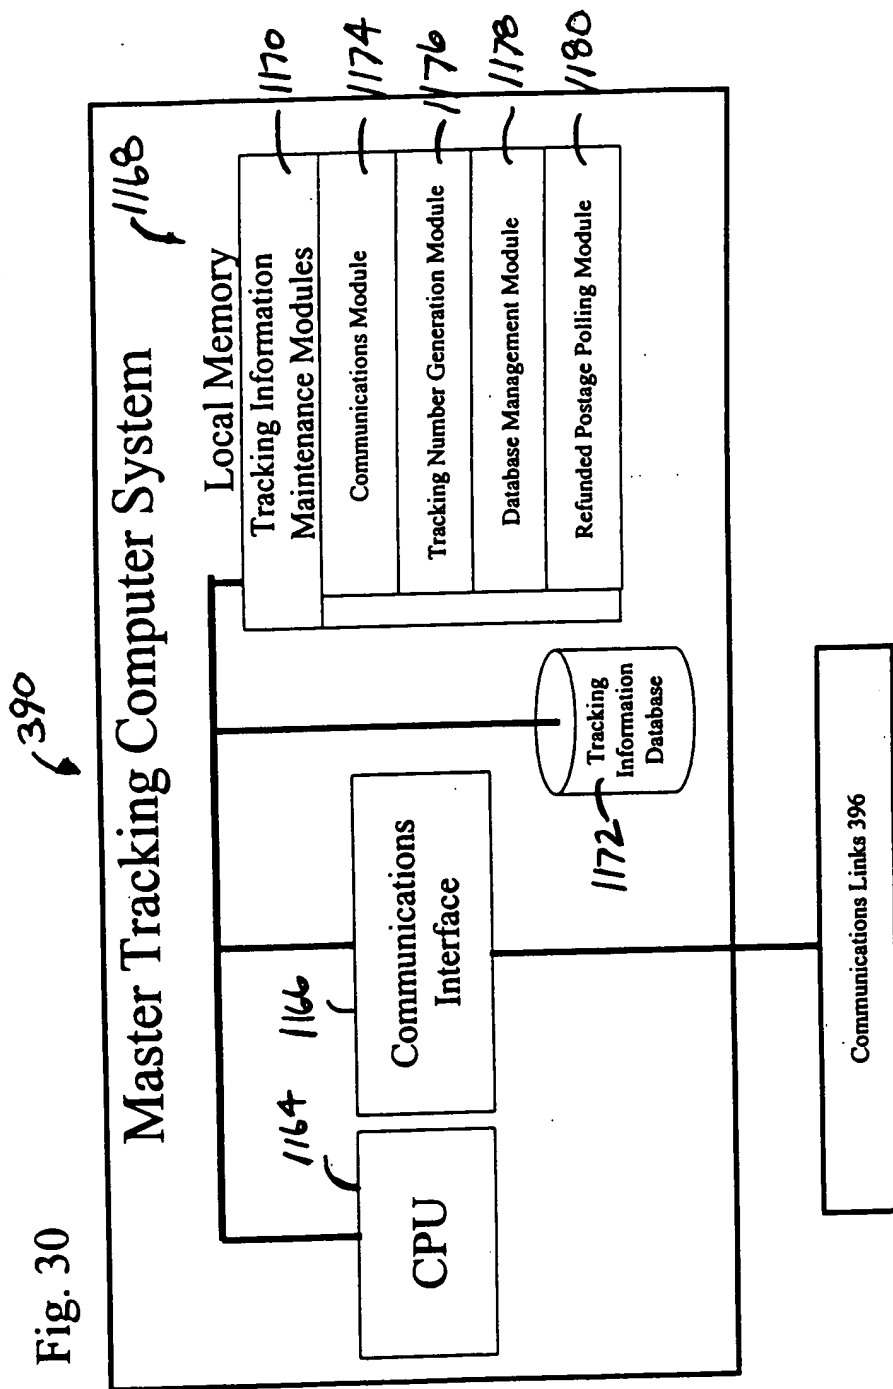 Fig. 30
390
Master Tracking Computer System
1168
Local Memory
Tracking Information
Maintenance Modules
1170
Communications Module
1174
Tracking Number Generation Module
1176
Database Management Module
1178
Refunded Postage Polling Module
1180
1164
CPU
1166
Communications
Interface
1172
Tracking
Information
Database
Communications Links 396